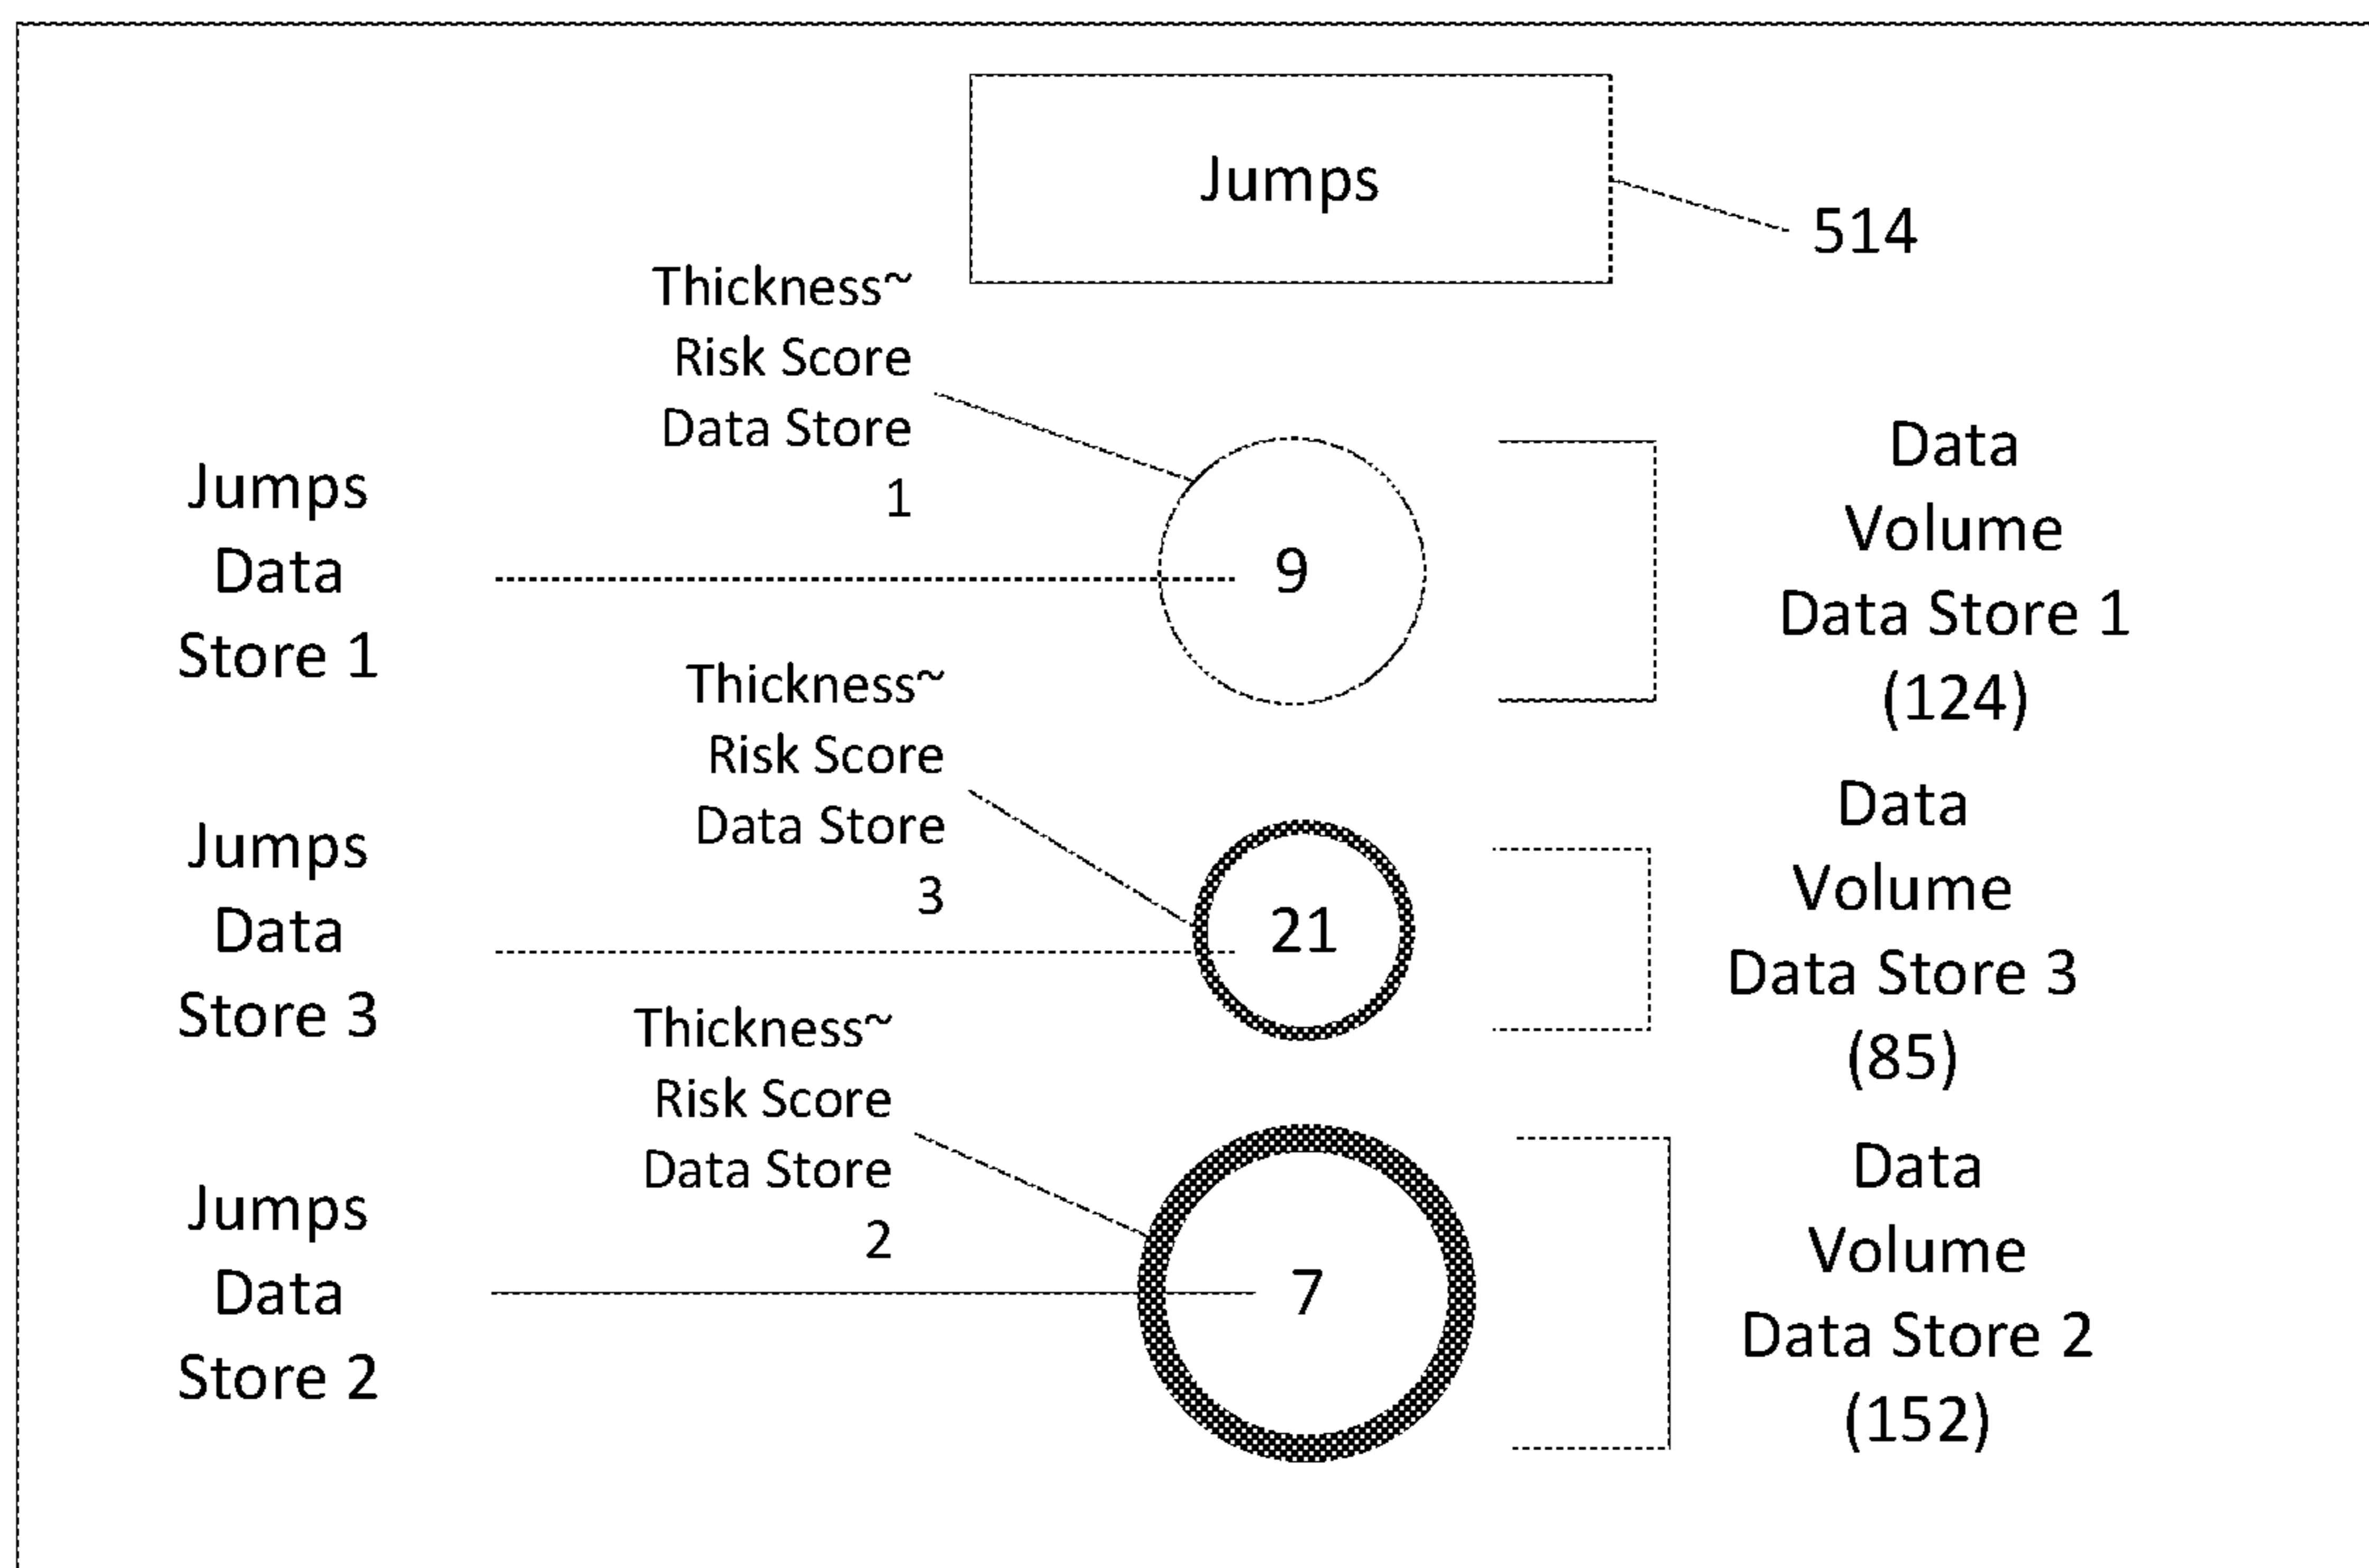 Jumps
514
Thickness~
Risk Score
Data Store
1
Jumps
Data
Store 1
9
Data
Volume
Data Store 1
(124)
Thickness~
Risk Score
Data Store
3
Jumps
Data
Store 3
21
Data
Volume
Data Store 3
(85)
Thickness~
Risk Score
Data Store
2
Jumps
Data
Store 2
7
Data
Volume
Data Store 2
(152)